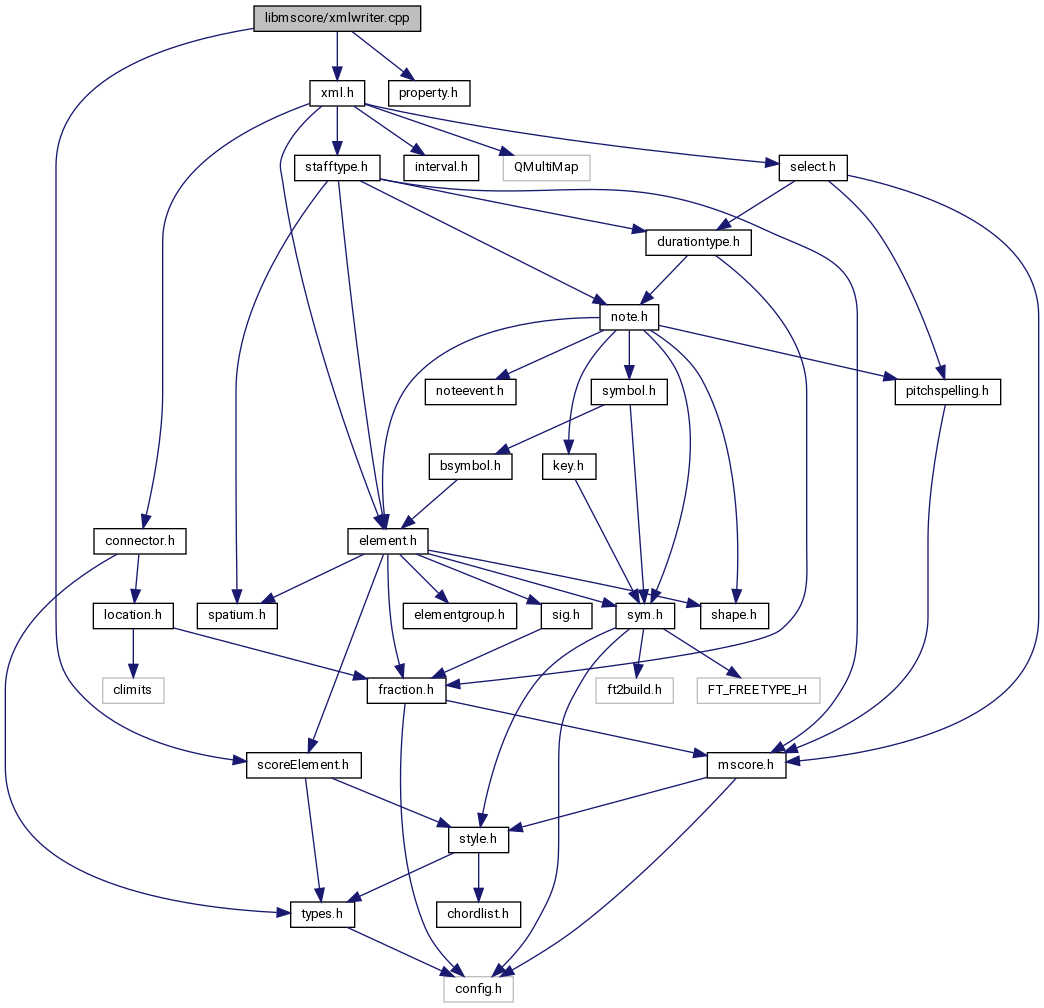 libmscore/xmlwriter.cpp
xml.h
property.h
stafftype.h
interval.h
QMultiMap
select.h
durationtype.h
note.h
noteevent.h
symbol.h
pitchspelling.h
bsymbol.h
key.h
connector.h
element.h
location.h
spatium.h
elementgroup.h
sig.h
sym.h
shape.h
climits
fraction.h
ft2build.h
FT_FREETYPE_H
scoreElement.h
mscore.h
style.h
types.h
chordlist.h
config.h